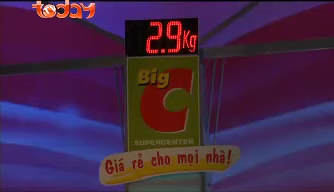 today
2.9Kg
Big
C
SUPERCENTER
Giá rẻ cho mọi nhà!